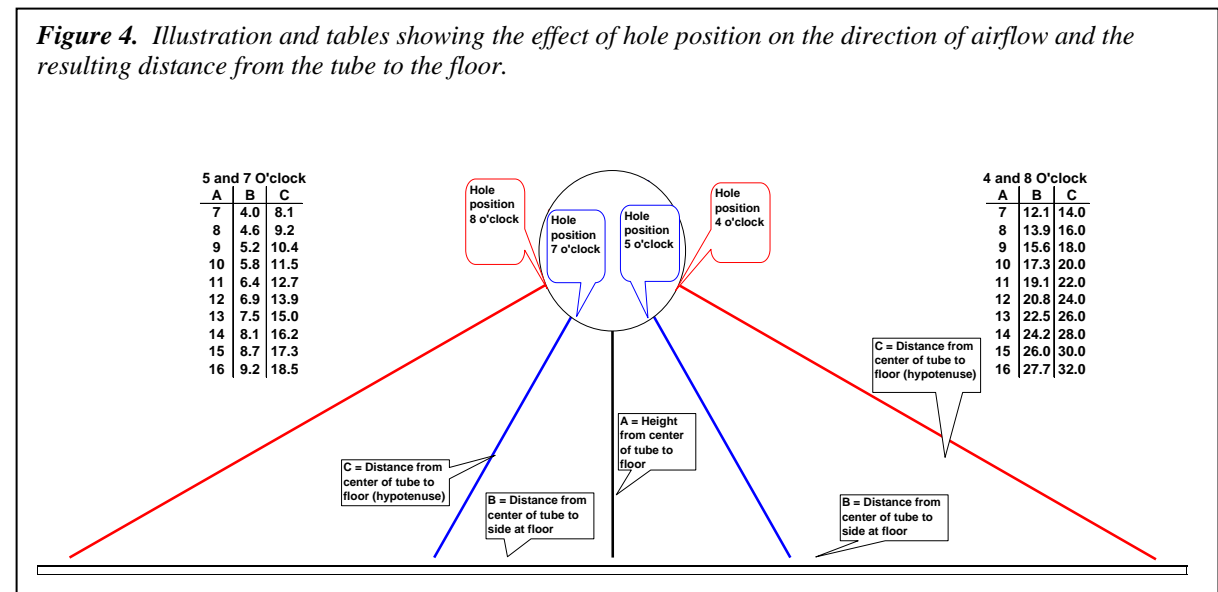 Figure 4. Illustration and tables showing the effect of hole position on the direction of airflow and the
resulting distance from the tube to the floor.
5 and 7 O'clock
A B C
7 4.0 8.1
8 4.6 9.2
9 5.2 10.4
10 5.8 11.5
11 6.4 12.7
12 6.9 13.9
13 7.5 15.0
14 8.1 16.2
15 8.7 17.3
16 9.2 18.5
Hole
position
8 o'clock
Hole
position
7 o'clock
Hole
position
5 o'clock
Hole
position
4 o'clock
4 and 8 O'clock
A B C
7 12.1 14.0
8 13.9 16.0
9 15.6 18.0
10 17.3 20.0
11 19.1 22.0
12 20.8 24.0
13 22.5 26.0
14 24.2 28.0
15 26.0 30.0
16 27.7 32.0
C = Distance from
center of tube to
floor (hypotenuse)
A = Height
from center
of tube to
floor
C = Distance from
center of tube to
floor (hypotenuse)
B = Distance from
center of tube to
side at floor
B = Distance from
center of tube to
side at floor